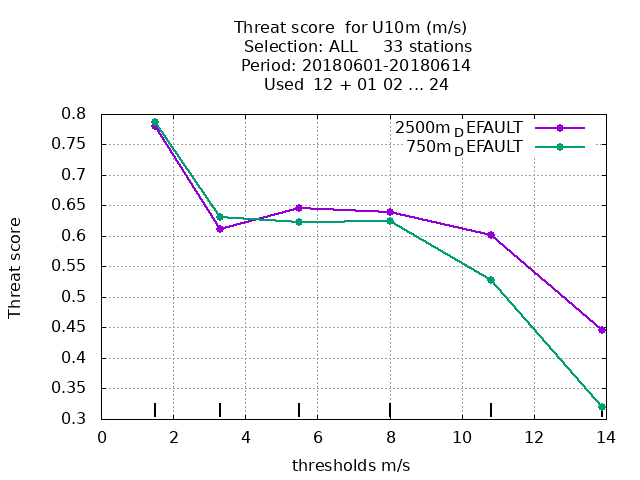 Threat score  for U10m (m/s)
Selection: ALL     33 stations
Period: 20180601-20180614
Used  12 + 01 02 ... 24
2500m_DEFAULT
750m_DEFAULT
Threat score
0.8
0.75
0.7
0.65
0.6
0.55
0.5
0.45
0.4
0.35
0.3
0 2 4 6 8 10 12 14
thresholds m/s